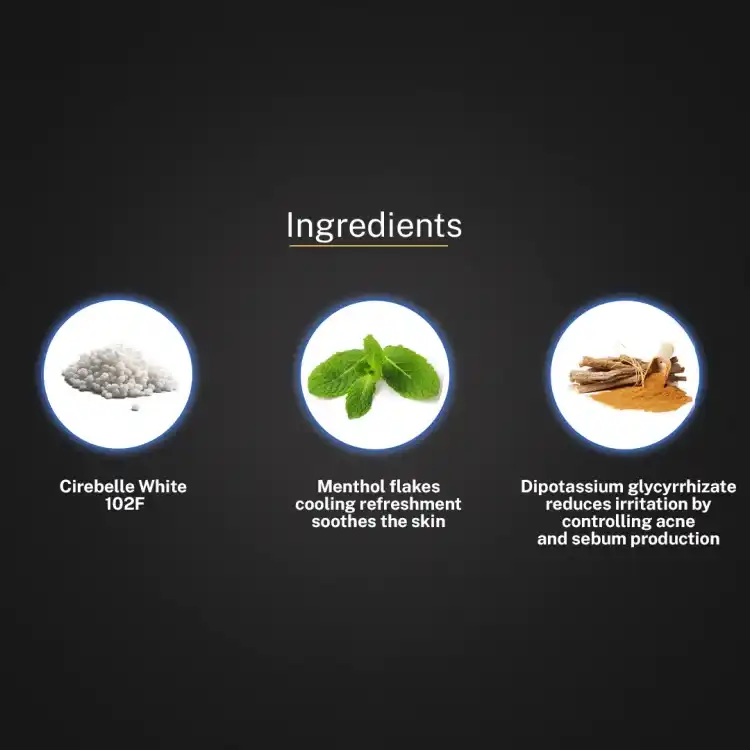 Ingredients
Cirebelle White
102F
Menthol flakes
cooling refreshment
soothes the skin
Dipotassium glycyrrhizate
reduces irritation by
controlling acne
and sebum production